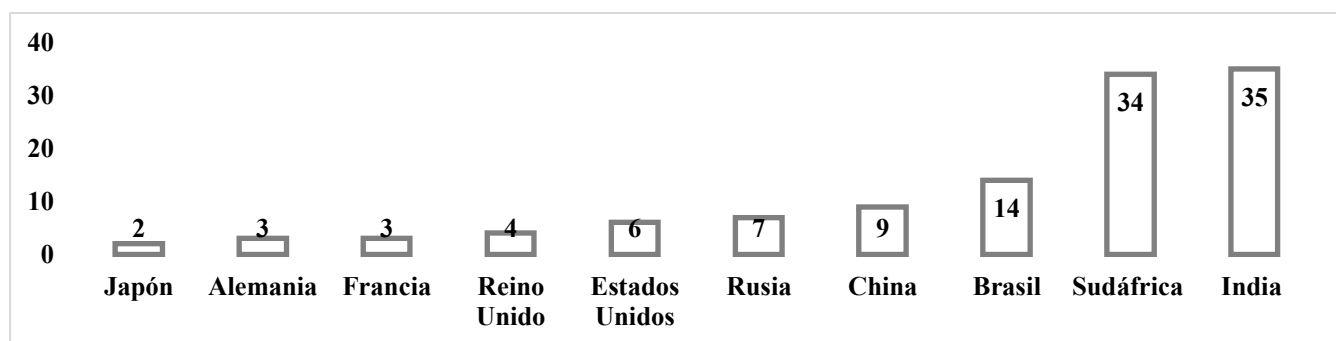 40
30
20
10
0
2
3
3
4
6
7
9
14
34
35
Japón
Alemania
Francia
Reino
Unido
Estados
Unidos
Rusia
China
Brasil
Sudáfrica
India